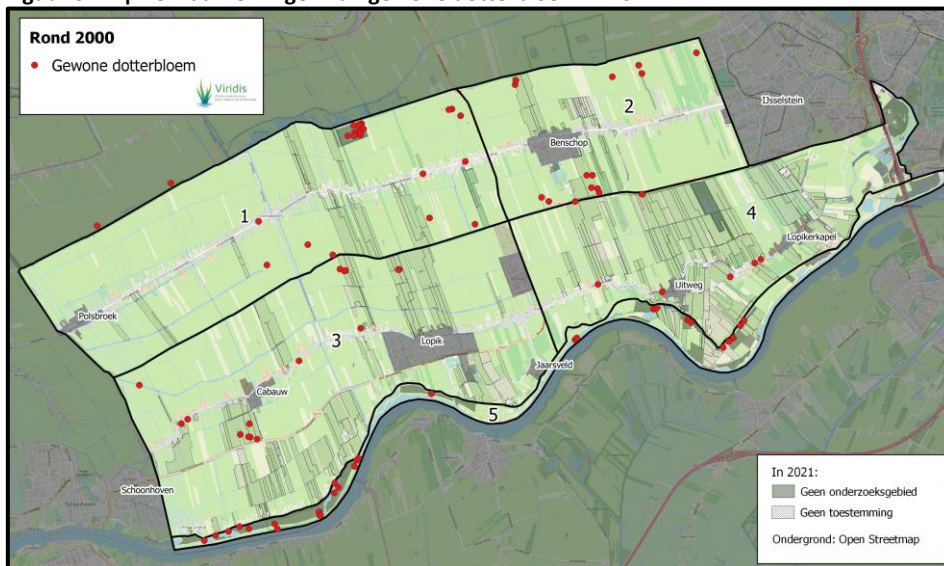 Rond 2000
Gewone dotterbloem
Viridis
2
IJsselstein
Benschop
1
4
Lopikerkapel
Uitweg
Polsbroek
3
Lopik
Jaarsveld
Cabauw
5
Schoonhoven
Schoonhoven
In 2021:
Geen onderzoeksgebied
Geen toestemming
Ondergrond: Open Streetmap